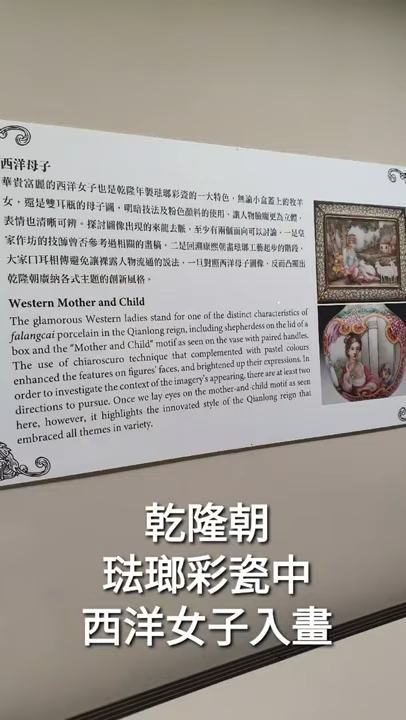 西洋母子
華貴富麗的西洋女子也是乾隆年製琺瑯彩瓷的一大特色，無論小盒蓋上的牧羊
女，還是雙耳瓶的母子圖，明暗技法及粉色顏料的使用，讓人物臉龐更為立體，
表情也清晰可辨。探討圖像出現的來龍去脈，至少有兩個面向可以討論，一是皇
家作坊的技師曾否參考過相關的畫稿。二是回溯康熙朝畫琺瑯工藝起步的階段，
大家口耳相傳避免讓裸露人物流通的說法，一旦對照西洋母子圖像，反而凸顯出
乾隆朝廣納各式主題的創新風格。
Western Mother and Child
The glamorous Western ladies stand for one of the distinct characteristics of
falangcai porcelain in the Qianlong reign, including shepherdess on the lid of a
box and the “Mother and Child” motif as seen on the vase with paired handles.
The use of chiaroscuro technique that complemented with pastel colours
enhanced the features on figures' faces, and brightened up their expressions. In
order to investigate the context of the imagery's appearing, there are at least two
directions to pursue. Once we lay eyes on the mother-and-child motif as seen
here, however, it highlights the innovated style of the Qianlong reign that
embraced all themes in variety.
乾隆朝
琺瑯彩瓷中
西洋女子入畫